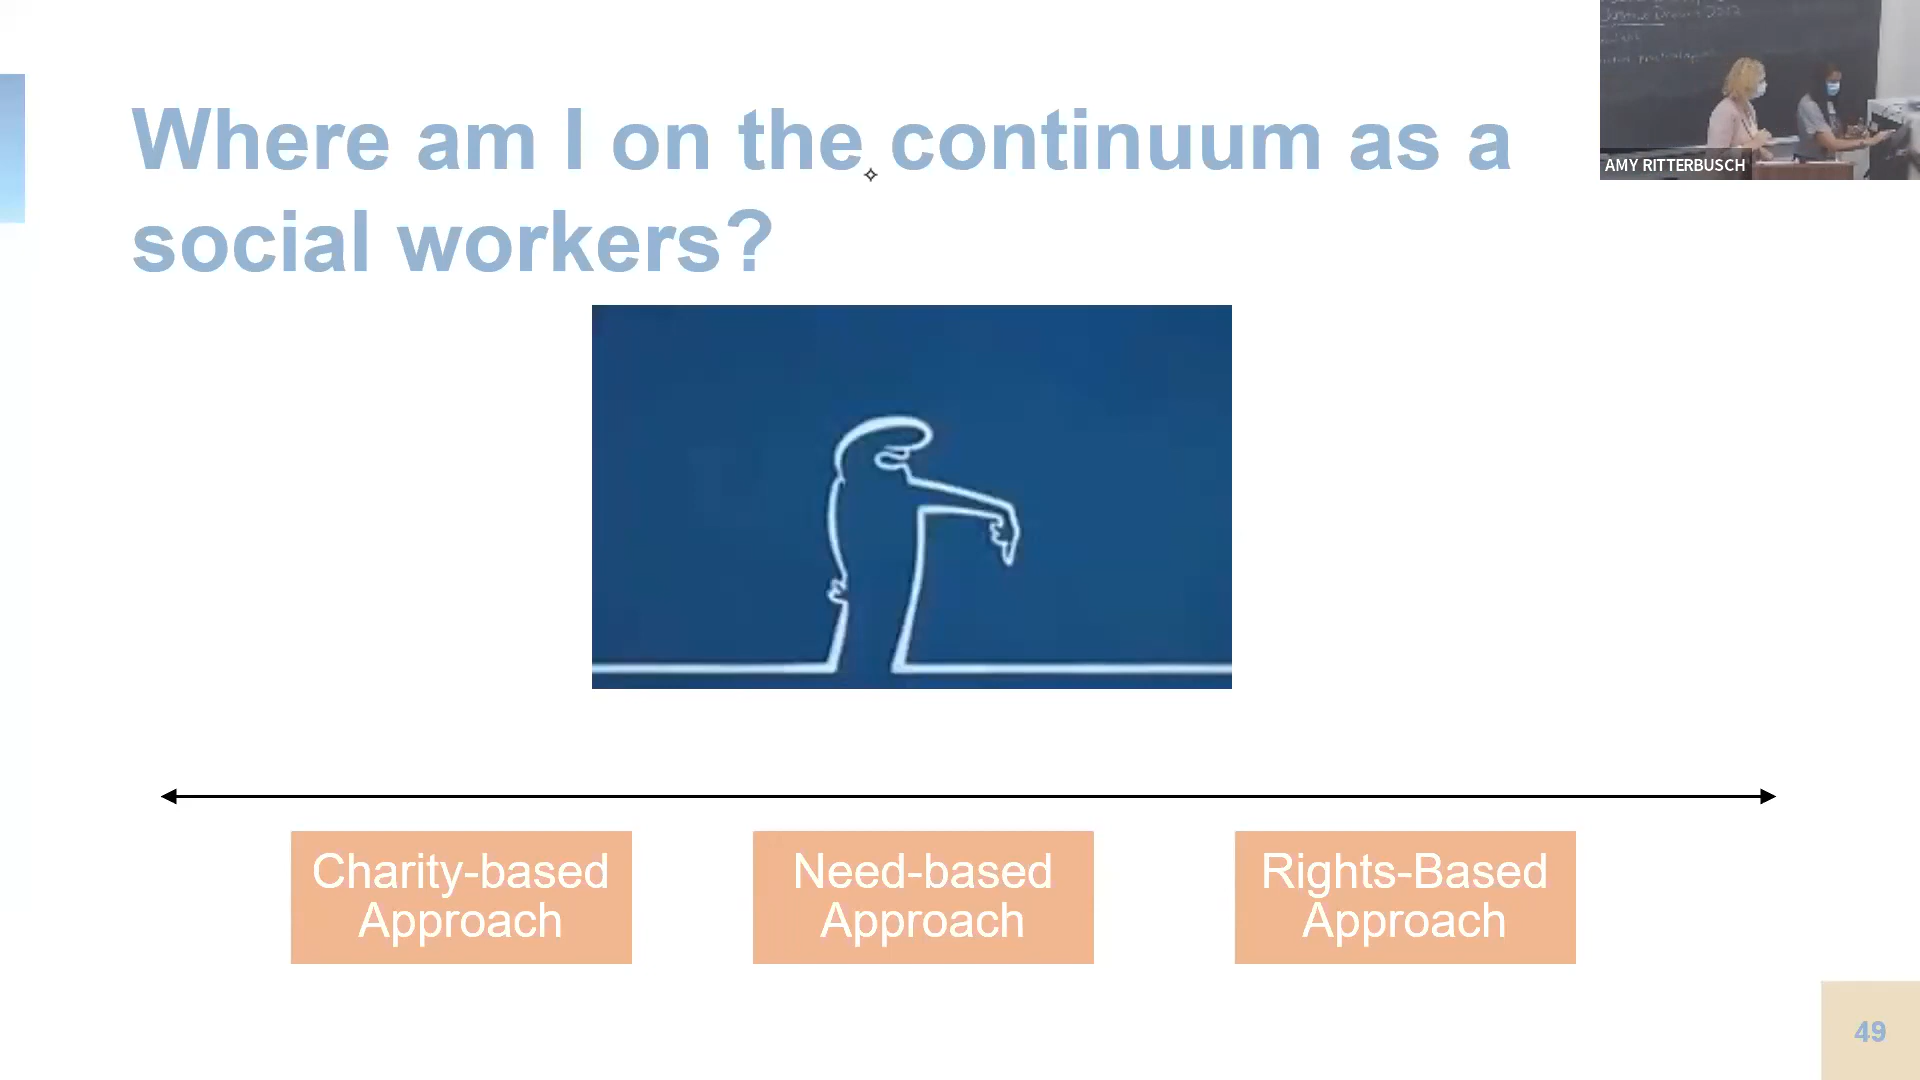 Where am I on the continuum as a
social workers?
AMY RITTERBUSCH
Charity-based
Approach
Need-based
Approach
Rights-Based
Approach
49